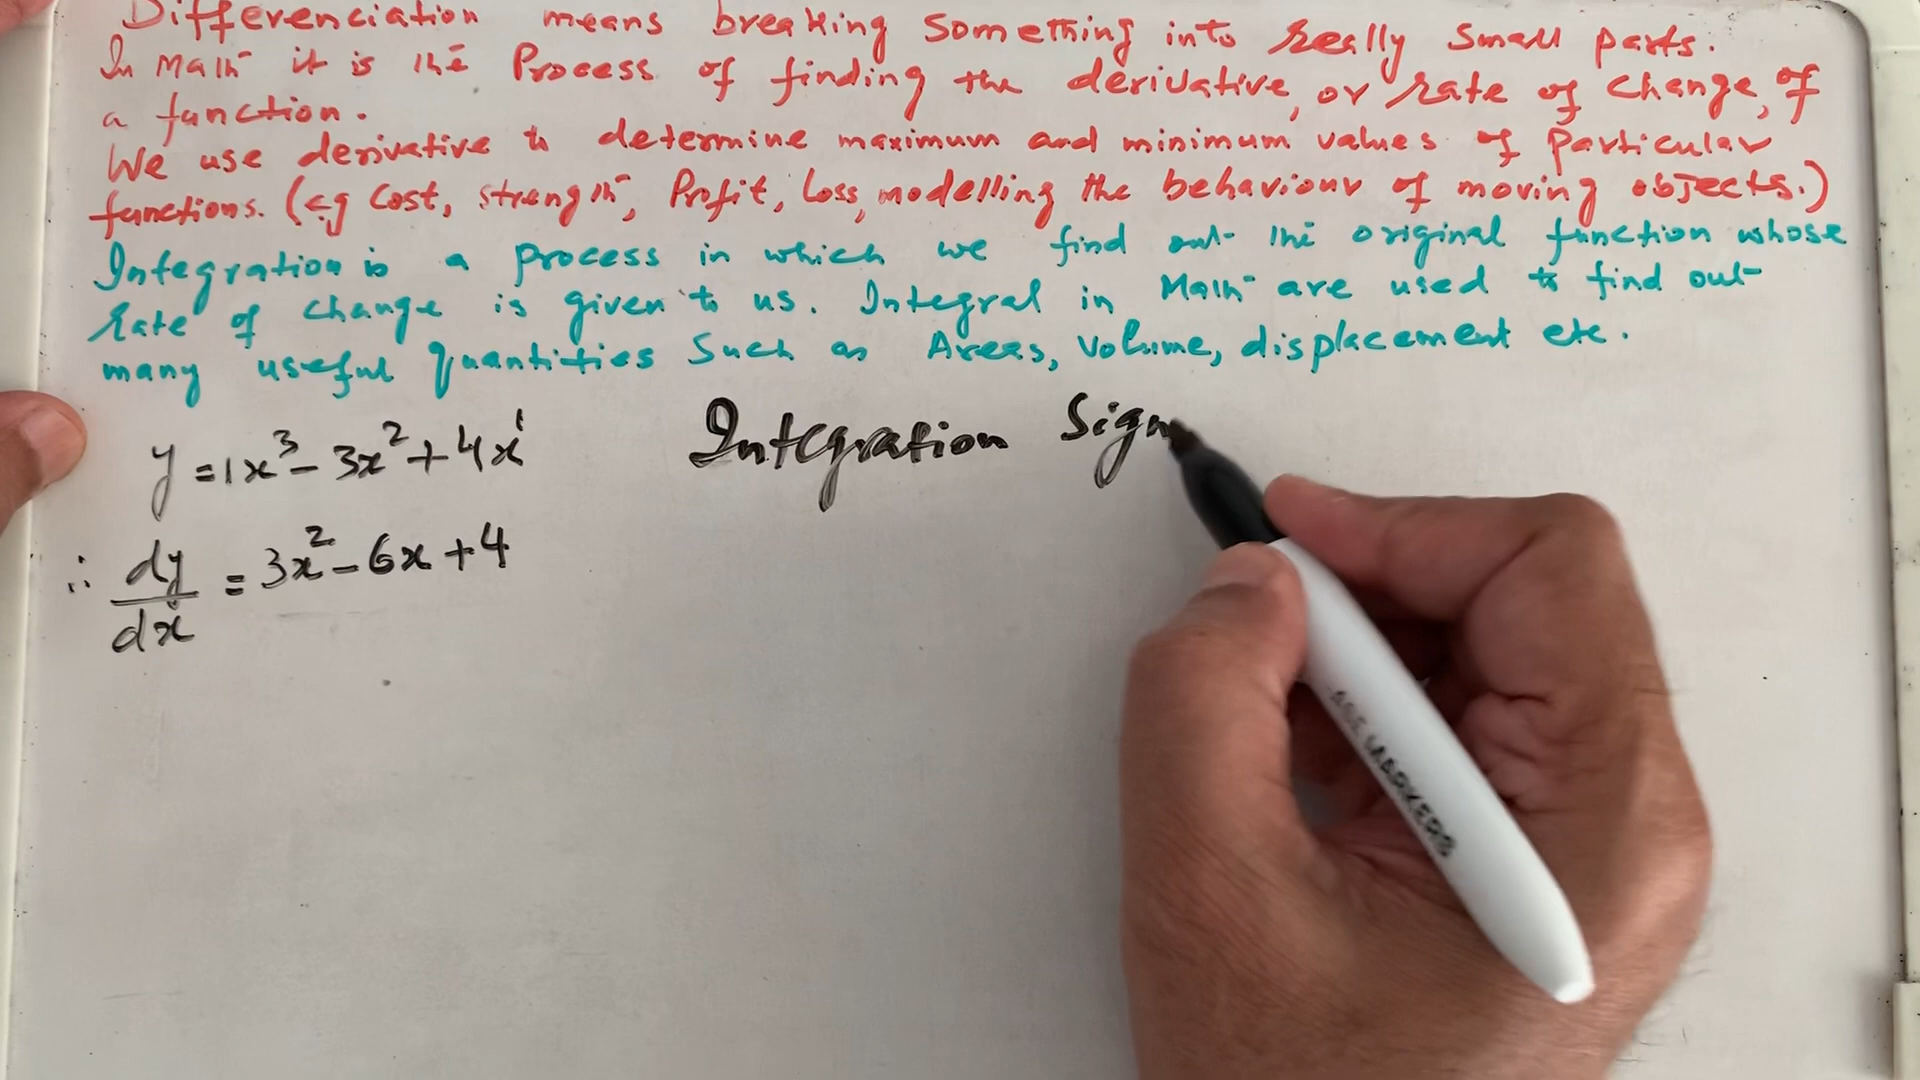 Differenciation means breaking something into really small parts.
In Math it is the Process of finding the derivative, or rate of change, of
a function.
We use derivative to determine maximum and minimum values of particular
functions. (eg Cost, strength, Profit, Loss, modelling the behaviour of moving objects.)
Integration is a process in which we find out the original function whose
rate of change is given to us. Integral in Math are used to find out
many useful quantities such as Areas, Volume, displacement etc.
y = 1x³ - 3x² + 4x¹
Integration Sign
∴ dy/dx = 3x² - 6x + 4